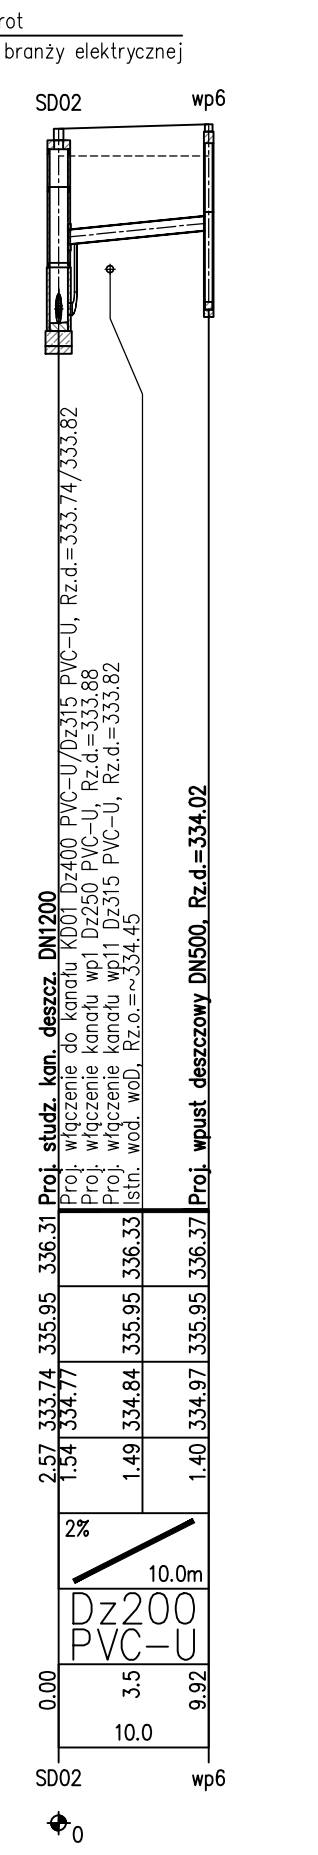 rot
branży elektrycznej
SD02
wp6
Proj. studz. kan. deszcz. DN1200
Proj. włączenie do kanału KD01 Dz400 PVC-U/Dz315 PVC-U, Rz.d.=333.74/333.82
Proj. włączenie kanału wp1 Dz250 PVC-U, Rz.d.=333.88
Proj. włączenie kanału wp11 Dz315 PVC-U, Rz.d.=333.82
Istn. wod. woD, Rz.o.=~334.45
Proj. wpust deszczowy DN500, Rz.d.=334.02
336.31
336.33
336.37
335.95
335.95
335.95
333.74
334.77
334.84
334.97
2.57
1.54
1.49
1.40
2%
10.0m
Dz200
PVC-U
0.00
3.5
9.92
10.0
SD02
wp6
0